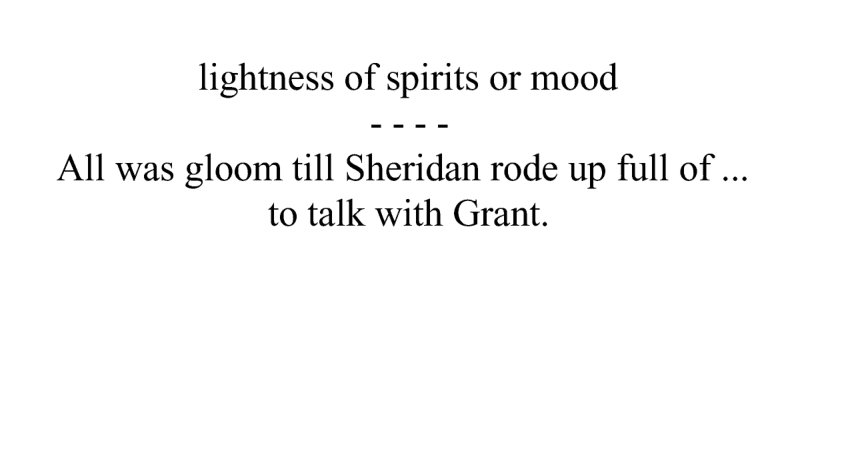 lightness of spirits or mood
- - - -
All was gloom till Sheridan rode up full of ...
to talk with Grant.